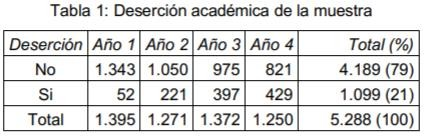 Tabla 1: Deserción académica de la muestra
Deserción Año 1 Año 2 Año 3 Año 4 Total (%)
No 1.343 1.050 975 821 4.189 (79)
Si 52 221 397 429 1.099 (21)
Total 1.395 1.271 1.372 1.250 5.288 (100)